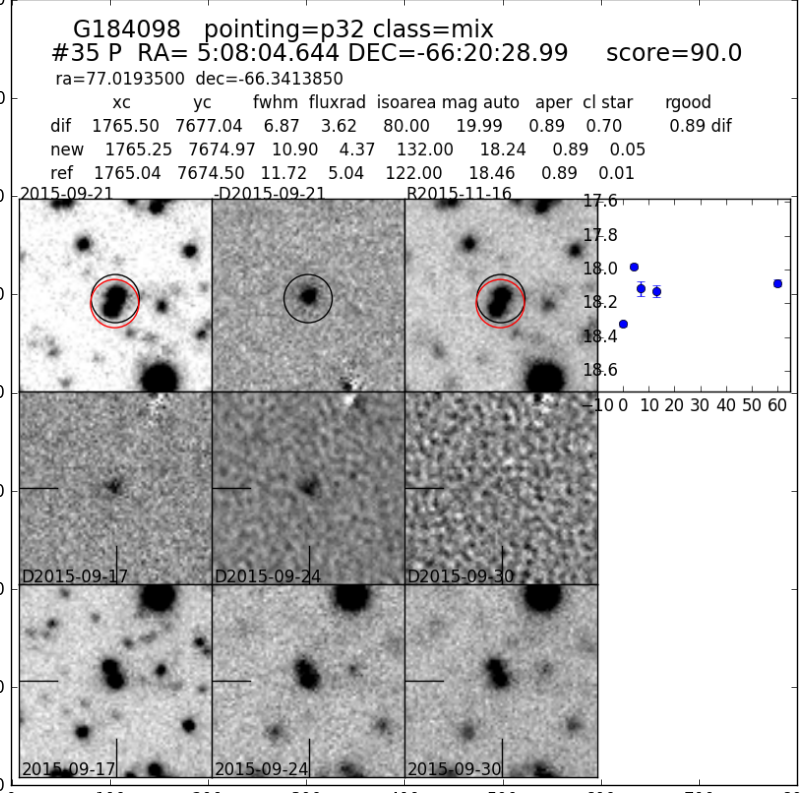 G184098 pointing=p32 class=mix
#35 P RA= 5:08:04.644 DEC=-66:20:28.99 score=90.0
ra=77.0193500 dec=-66.3413850
xc yc fwhm fluxrad isoarea mag auto aper cl star rgood
dif 1765.50 7677.04 6.87 3.62 80.00 19.99 0.89 0.70 0.89 dif
new 1765.25 7674.97 10.90 4.37 132.00 18.24 0.89 0.05
ref 1765.04 7674.50 11.72 5.04 122.00 18.46 0.89 0.01
2015-09-21 -D2015-09-21 R2015-11-16
17.6
17.8
18.0
18.2
18.4
18.6
-10 0 10 20 30 40 50 60
D2015-09-17 D2015-09-24 D2015-09-30
2015-09-17 2015-09-24 2015-09-30